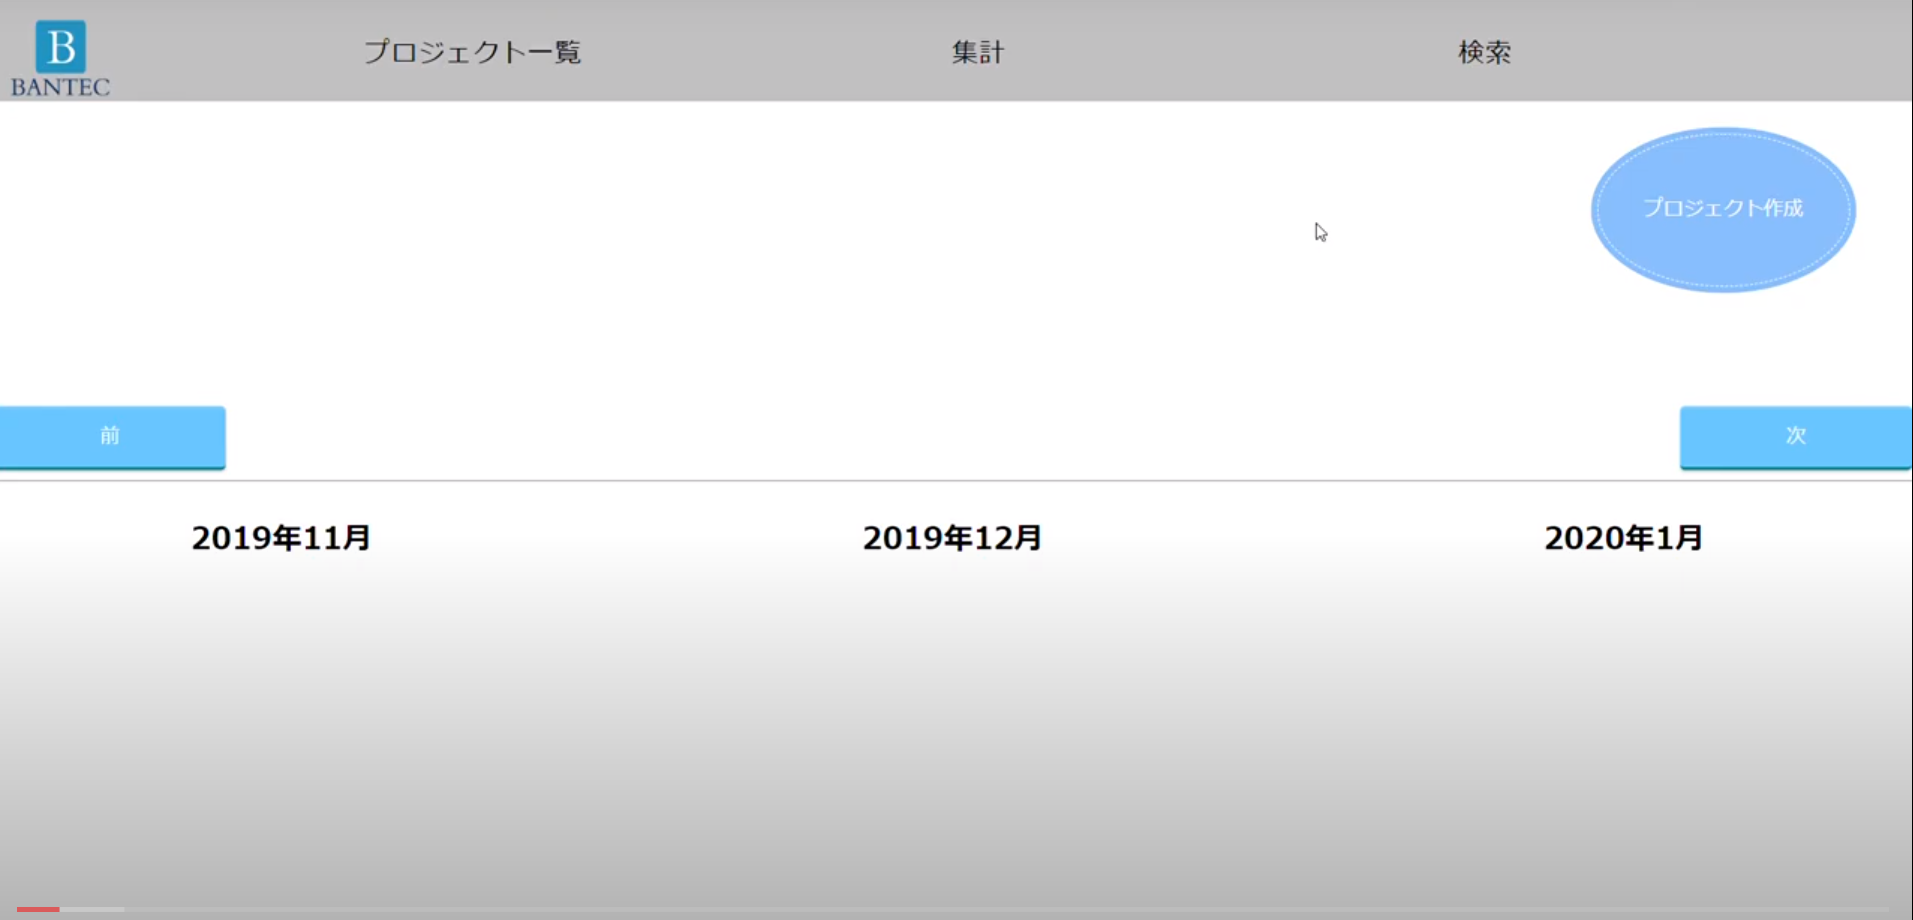 B
BANTEC
プロジェクト一覧
集計
検索
プロジェクト作成
前
次
2019年11月
2019年12月
2020年1月